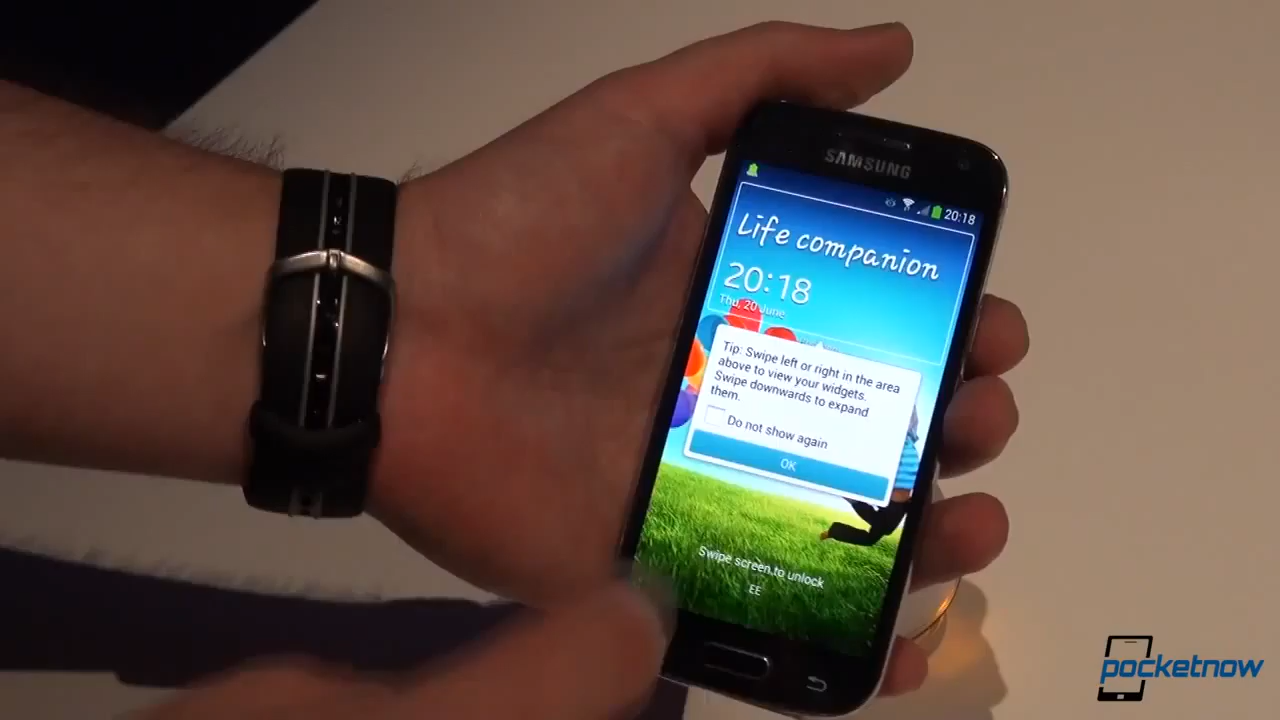 SAMSUNG
20:18
Life companion
20:18
Thu, 20 June
Tip: Swipe left or right in the area
above to view your widgets.
Swipe downwards to expand
them.
Do not show again
OK
Swipe screen to unlock
EE
pocketnow